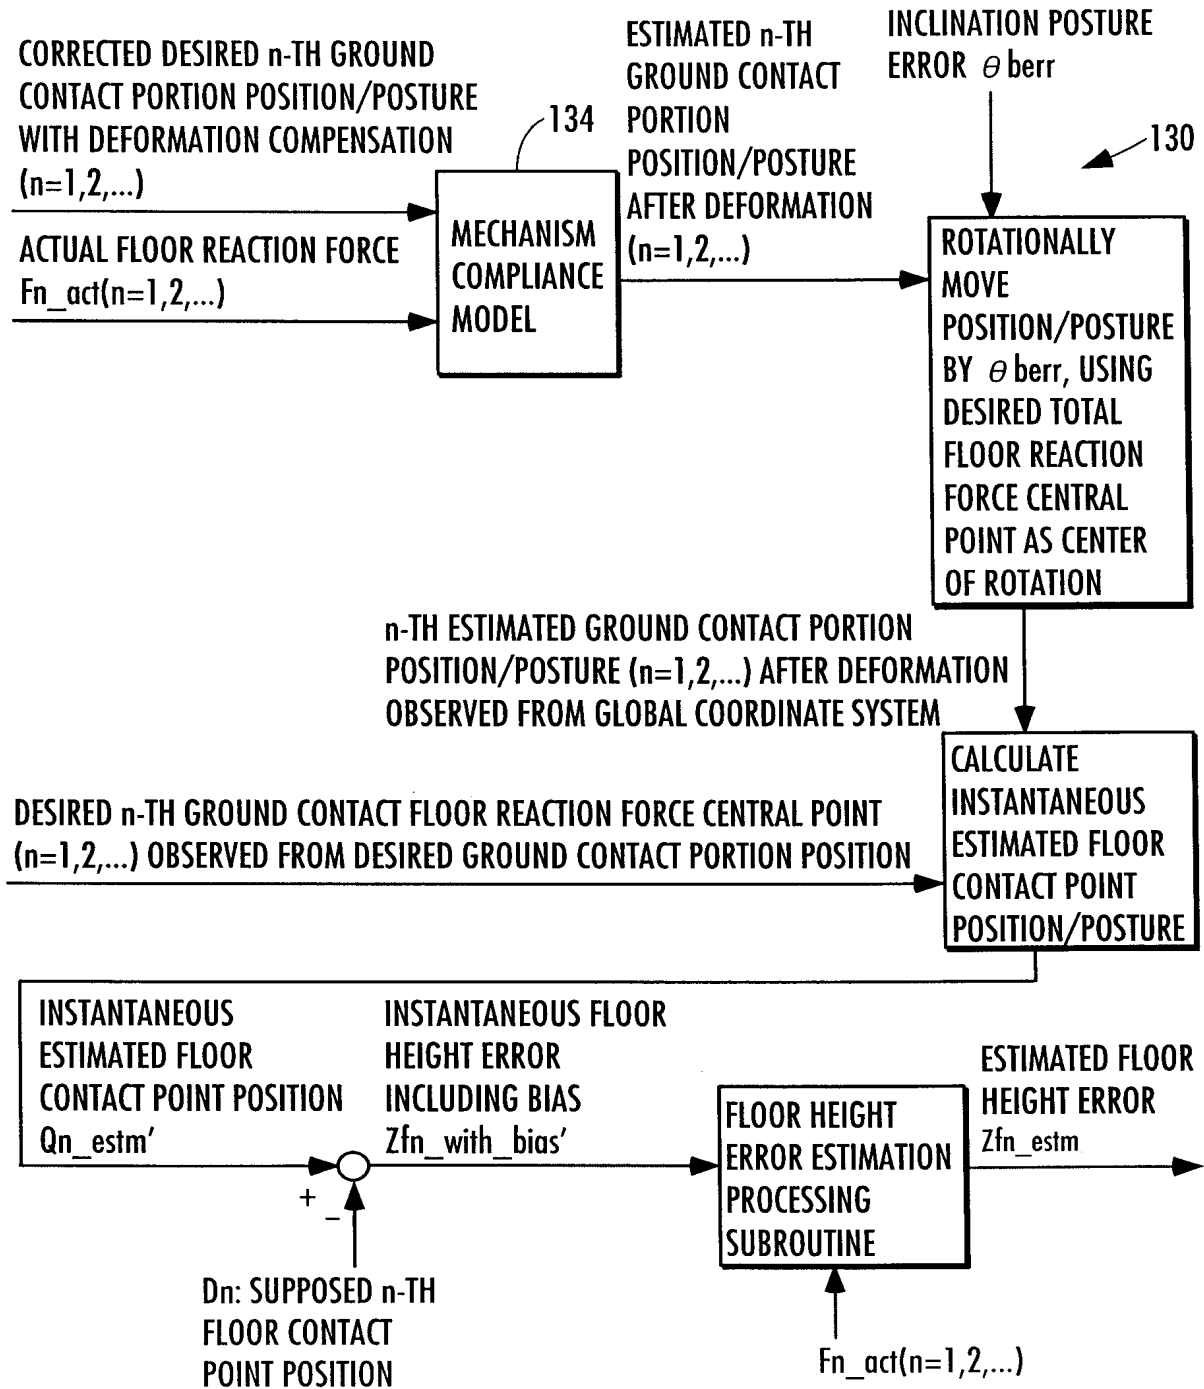 CORRECTED DESIRED n-TH GROUND
CONTACT PORTION POSITION/POSTURE
WITH DEFORMATION COMPENSATION
(n=1,2,...)
ACTUAL FLOOR REACTION FORCE
Fn_act(n=1,2,...)
134
MECHANISM
COMPLIANCE
MODEL
ESTIMATED n-TH
GROUND CONTACT
PORTION
POSITION/POSTURE
AFTER DEFORMATION
(n=1,2,...)
INCLINATION POSTURE
ERROR θ berr
130
ROTATIONALLY
MOVE
POSITION/POSTURE
BY θ berr, USING
DESIRED TOTAL
FLOOR REACTION
FORCE CENTRAL
POINT AS CENTER
OF ROTATION
n-TH ESTIMATED GROUND CONTACT PORTION
POSITION/POSTURE (n=1,2,...) AFTER DEFORMATION
OBSERVED FROM GLOBAL COORDINATE SYSTEM
DESIRED n-TH GROUND CONTACT FLOOR REACTION FORCE CENTRAL POINT
(n=1,2,...) OBSERVED FROM DESIRED GROUND CONTACT PORTION POSITION
CALCULATE
INSTANTANEOUS
ESTIMATED FLOOR
CONTACT POINT
POSITION/POSTURE
INSTANTANEOUS
ESTIMATED FLOOR
CONTACT POINT POSITION
Qn_estm'
+
−
Dn: SUPPOSED n-TH
FLOOR CONTACT
POINT POSITION
INSTANTANEOUS FLOOR
HEIGHT ERROR
INCLUDING BIAS
Zfn_with_bias'
FLOOR HEIGHT
ERROR ESTIMATION
PROCESSING
SUBROUTINE
Fn_act(n=1,2,...)
ESTIMATED FLOOR
HEIGHT ERROR
Zfn_estm